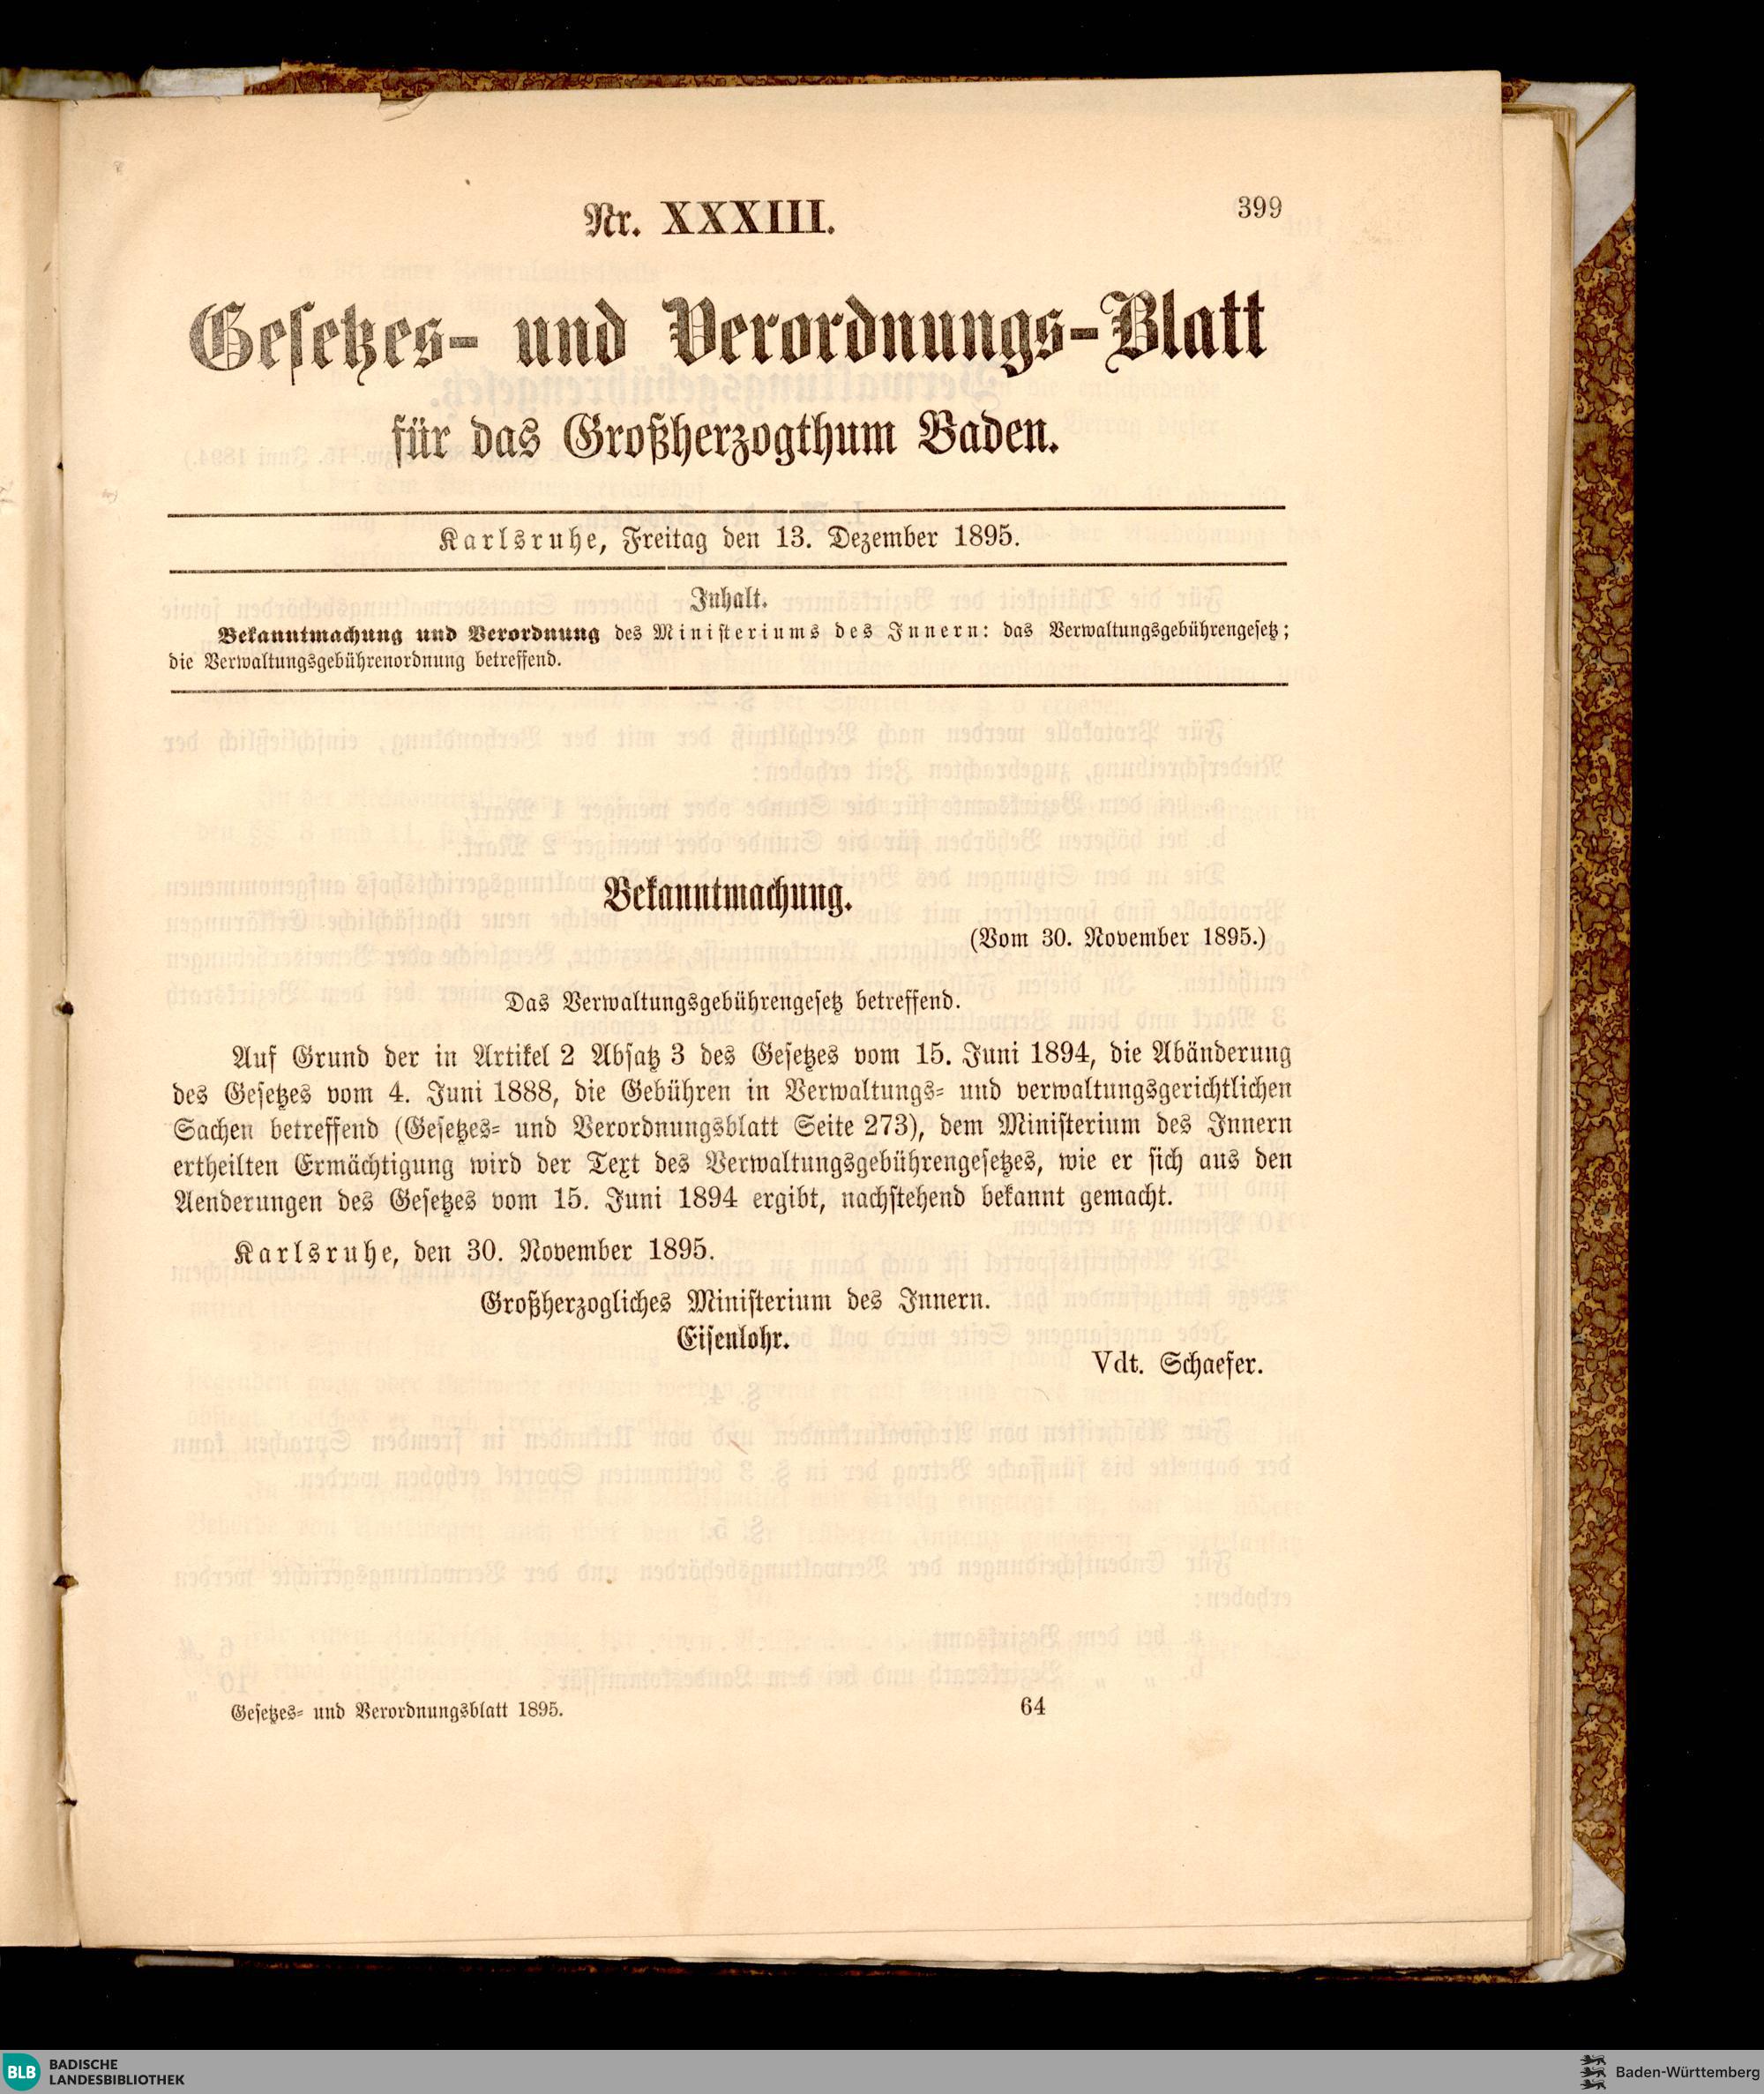 Nr. XXXIII.
399
Gesetzes- und Verordnungs-Blatt
für das Großherzogthum Baden.
Karlsruhe, Freitag den 13. Dezember 1895.
Inhalt.
Bekanntmachung und Verordnung des Ministeriums des Innern: das Verwaltungsgebührengesetz;
die Verwaltungsgebührenordnung betreffend.
Bekanntmachung.
(Vom 30. November 1895.)
Das Verwaltungsgebührengesetz betreffend.
Auf Grund der in Artikel 2 Absatz 3 des Gesetzes vom 15. Juni 1894, die Abänderung
des Gesetzes vom 4. Juni 1888, die Gebühren in Verwaltungs- und verwaltungsgerichtlichen
Sachen betreffend (Gesetzes- und Verordnungsblatt Seite 273), dem Ministerium des Innern
ertheilten Ermächtigung wird der Text des Verwaltungsgebührengesetzes, wie er sich aus den
Aenderungen des Gesetzes vom 15. Juni 1894 ergibt, nachstehend bekannt gemacht.
Karlsruhe, den 30. November 1895.
Großherzogliches Ministerium des Innern.
Eisenlohr.
Vdt. Schaefer.
Gesetzes- und Verordnungsblatt 1895.
64
BLB BADISCHE
LANDESBIBLIOTHEK
Baden-Württemberg